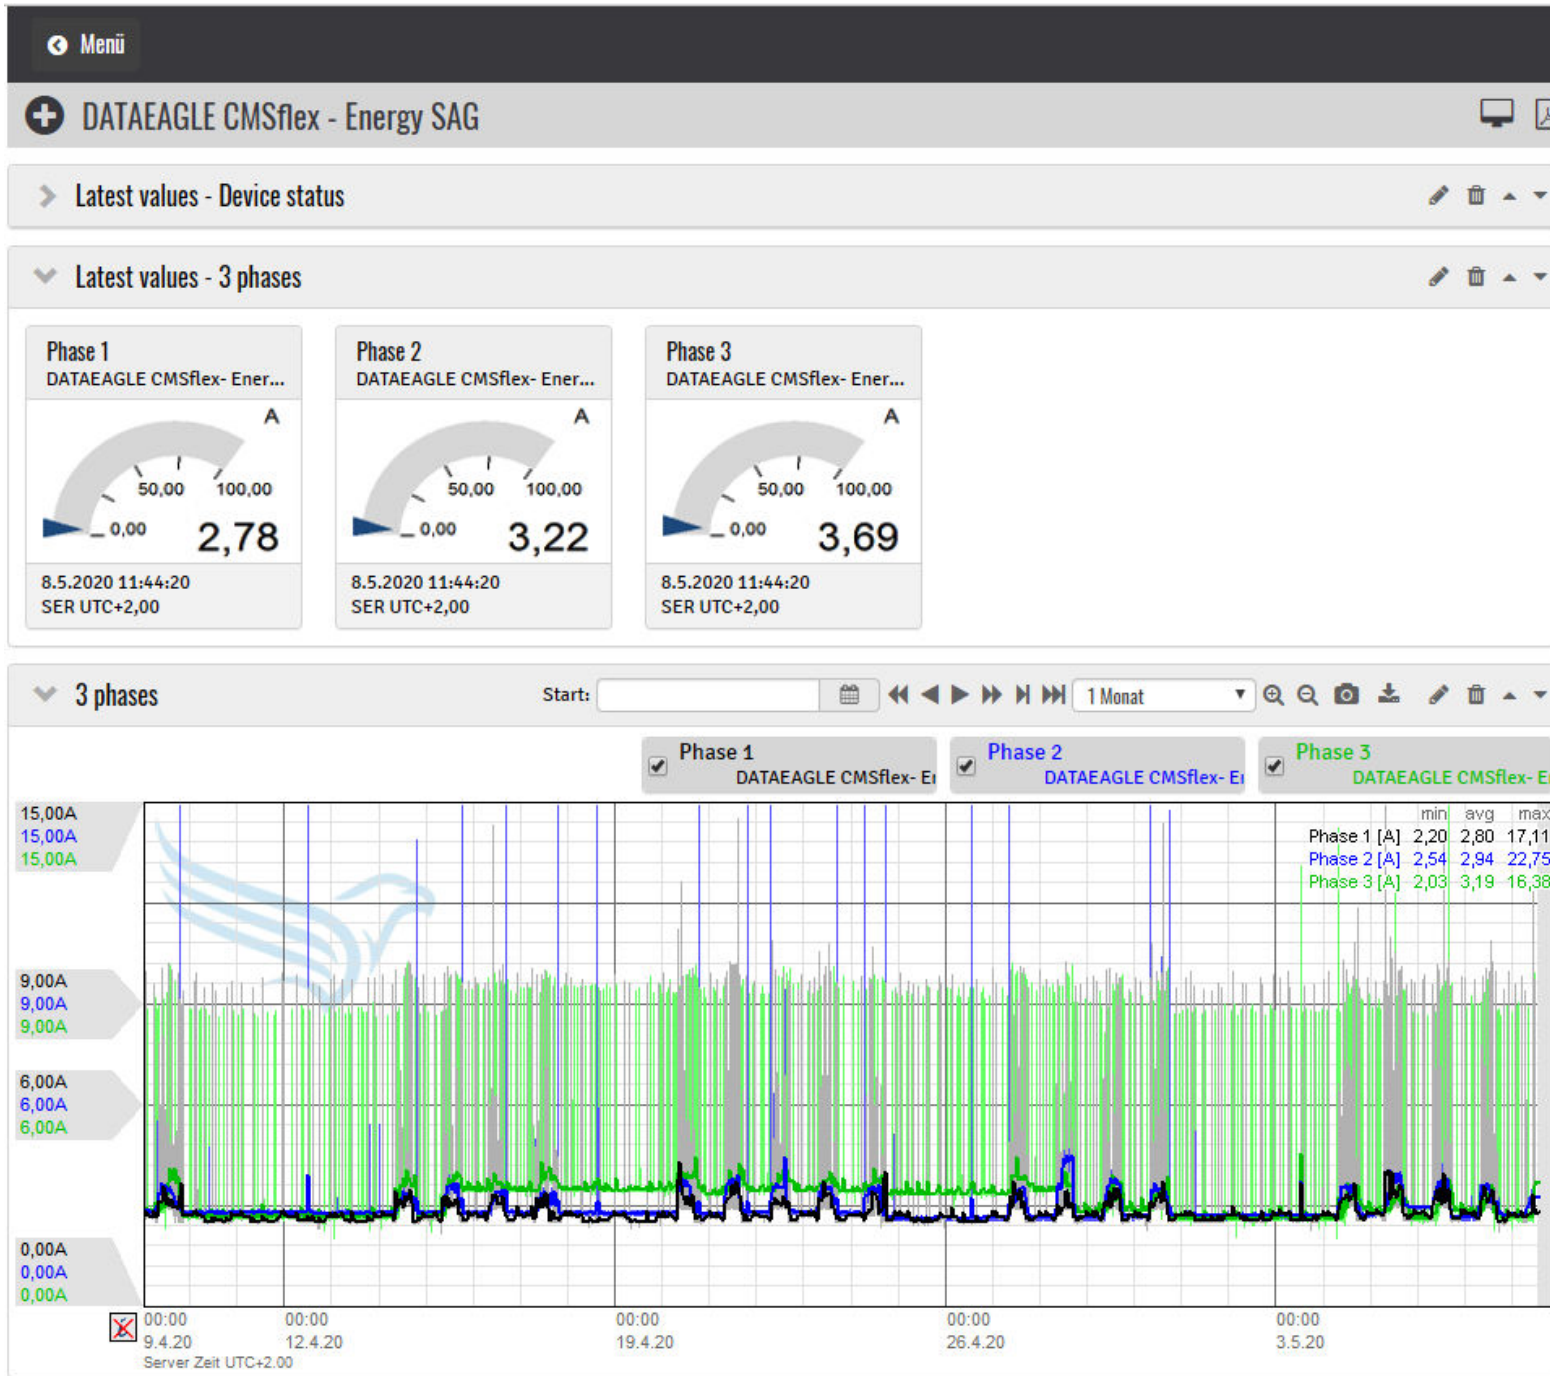 Menü
DATAEAGLE CMSflex - Energy SAG
Latest values - Device status
Latest values - 3 phases
Phase 1
DATAEAGLE CMSflex- Ener...
A
50,00 100,00
0,00
2,78
8.5.2020 11:44:20
SER UTC+2,00
Phase 2
DATAEAGLE CMSflex- Ener...
A
50,00 100,00
0,00
3,22
8.5.2020 11:44:20
SER UTC+2,00
Phase 3
DATAEAGLE CMSflex- Ener...
A
50,00 100,00
0,00
3,69
8.5.2020 11:44:20
SER UTC+2,00
3 phases
Start:
1 Monat
Phase 1
DATAEAGLE CMSflex- E
Phase 2
DATAEAGLE CMSflex- E
Phase 3
DATAEAGLE CMSflex- E
15,00A
15,00A
15,00A
9,00A
9,00A
9,00A
6,00A
6,00A
6,00A
0,00A
0,00A
0,00A
min avg max
Phase 1 [A] 2,20 2,80 17,11
Phase 2 [A] 2,54 2,94 22,75
Phase 3 [A] 2,03 3,19 16,38
00:00 00:00 00:00 00:00 00:00
9.4.20 12.4.20 19.4.20 26.4.20 3.5.20
Server Zeit UTC+2.00